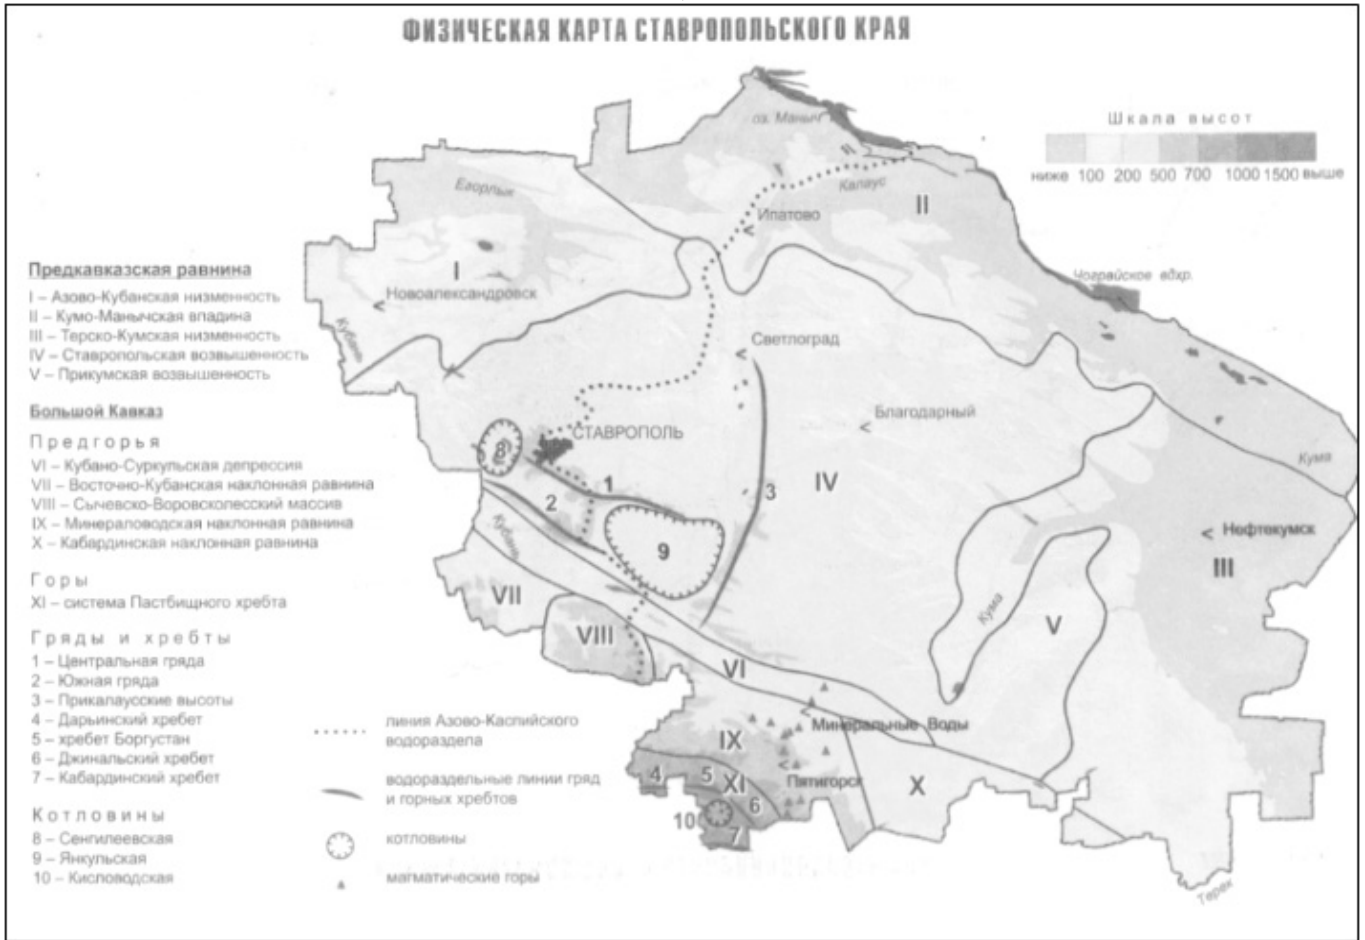 ФИЗИЧЕСКАЯ КАРТА СТАВРОПОЛЬСКОГО КРАЯ
Шкала высот
ниже 100 200 500 700 1000 1500 выше
Предкавказская равнина
I – Азово-Кубанская низменность
II – Кумо-Манычская впадина
III – Терско-Кумская низменность
IV – Ставропольская возвышенность
V – Прикумская возвышенность
Большой Кавказ
Предгорья
VI – Кубано-Суркульская депрессия
VII – Восточно-Кубанская наклонная равнина
VIII – Сычевско-Воровсколесский массив
IX – Минераловодская наклонная равнина
X – Кабардинская наклонная равнина
Горы
XI – система Пастбищного хребта
Гряды и хребты
1 – Центральная гряда
2 – Южная гряда
3 – Прикалаусские высоты
4 – Дарьинский хребет
5 – хребет Боргустан
6 – Джинальский хребет
7 – Кабардинский хребет
Котловины
8 – Сенгилеевская
9 – Янкульская
10 – Кисловодская
линия Азово-Каспийского
водораздела
водораздельные линии гряд
и горных хребтов
котловины
магматические горы
оз. Маныч
Егорлык
Калаус
II
Ипатово
I
Новоалександровск
Чограйское вдхр.
Кубань
Светлоград
Благодарный
СТАВРОПОЛЬ
8
Кума
1
3
IV
2
Кубань
9
Нефтекумск
III
VII
Кума
V
VIII
VI
Минеральные Воды
IX
Пятигорск
X
4
5
XI
6
10
7
Терек